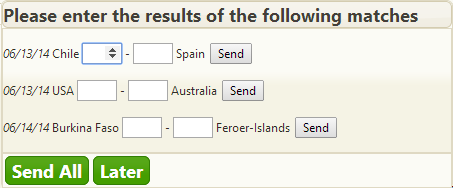 Please enter the results of the following matches
06/13/14 Chile - Spain Send
06/13/14 USA - Australia Send
06/14/14 Burkina Faso - Feroer-Islands Send
Send All Later